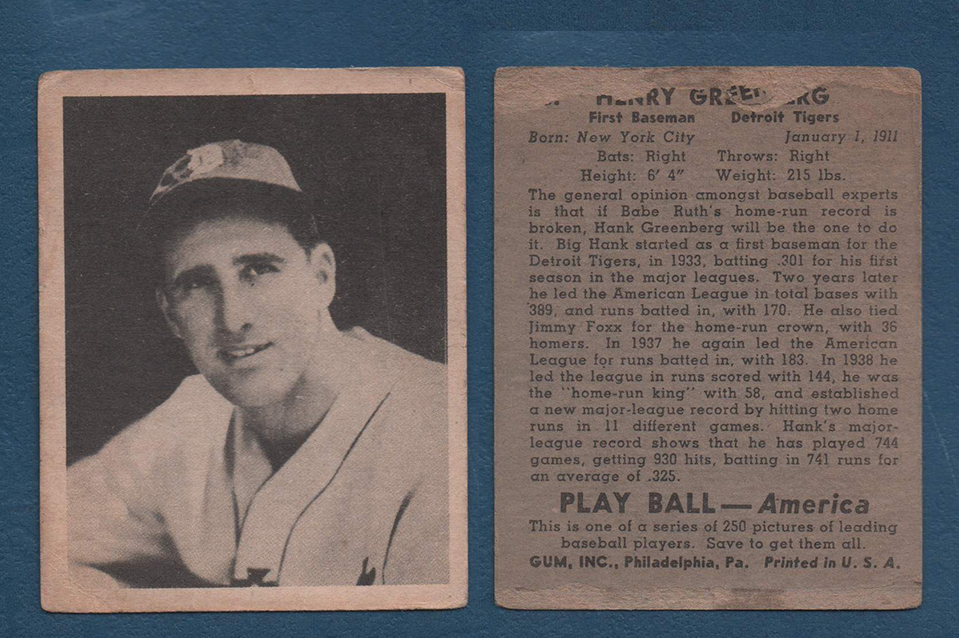 HENRY GREENBERG
First Baseman Detroit Tigers
Born: New York City January 1, 1911
Bats: Right Throws: Right
Height: 6' 4" Weight: 215 lbs.
The general opinion amongst baseball experts
is that if Babe Ruth's home-run record is
broken, Hank Greenberg will be the one to do
it. Big Hank started as a first baseman for the
Detroit Tigers, in 1933, batting .301 for his first
season in the major leagues. Two years later
he led the American League in total bases with
389, and runs batted in, with 170. He also tied
Jimmy Foxx for the home-run crown, with 36
homers. In 1937 he again led the American
League for runs batted in, with 183. In 1938 he
led the league in runs scored with 144, he was
the "home-run king" with 58, and established
a new major-league record by hitting two home
runs in 11 different games. Hank's major-
league record shows that he has played 744
games, getting 930 hits, batting in 741 runs for
an average of .325.
PLAY BALL—America
This is one of a series of 250 pictures of leading
baseball players. Save to get them all.
GUM, INC., Philadelphia, Pa. Printed in U. S. A.